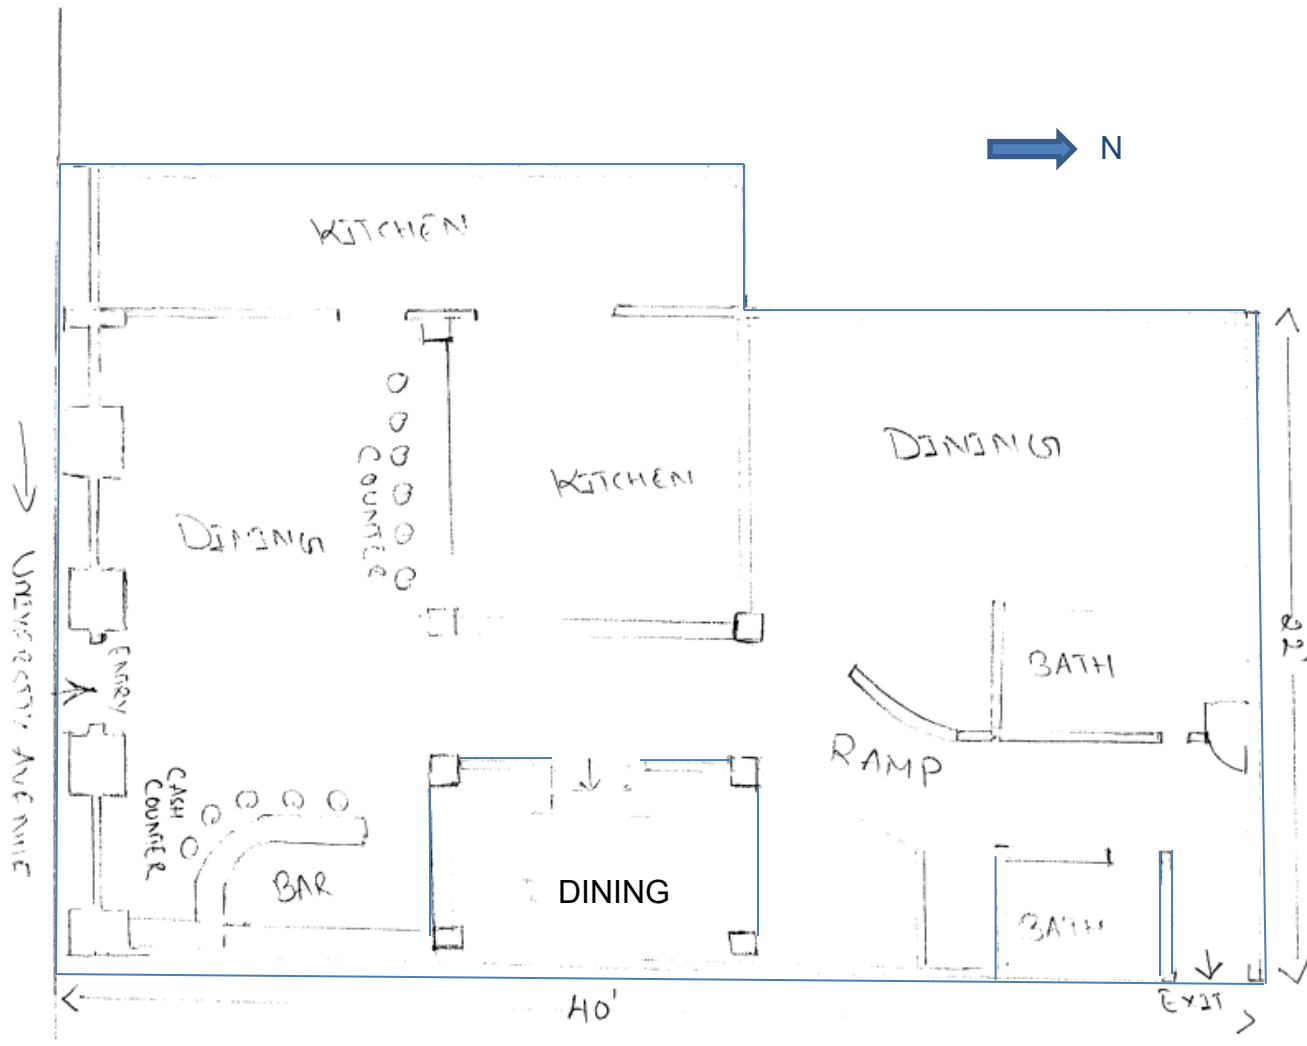 N
KITCHEN
DINING
KITCHEN
COUNTER
DINING
UNIVERSITY AVENUE
ENTRY
BATH
22'
RAMP
CASH
COUNTER
BAR
DINING
BATH
EXIT
40'